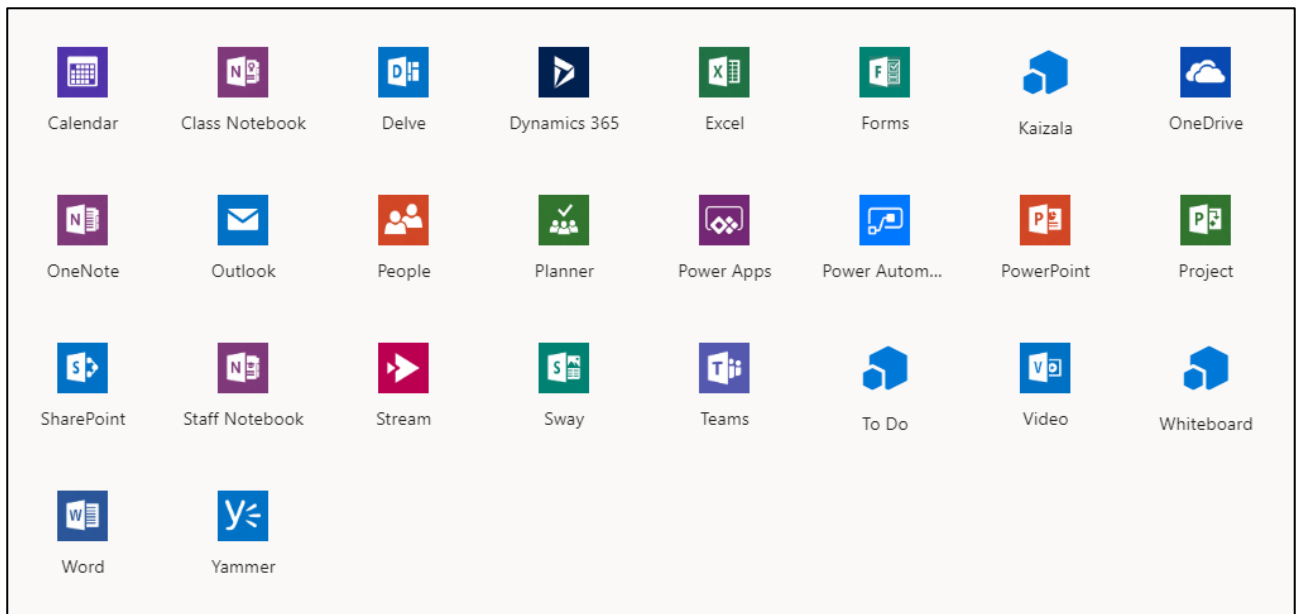 Calendar Class Notebook Delve Dynamics 365 Excel Forms Kaizala OneDrive
OneNote Outlook People Planner Power Apps Power Autom... PowerPoint Project
SharePoint Staff Notebook Stream Sway Teams To Do Video Whiteboard
Word Yammer